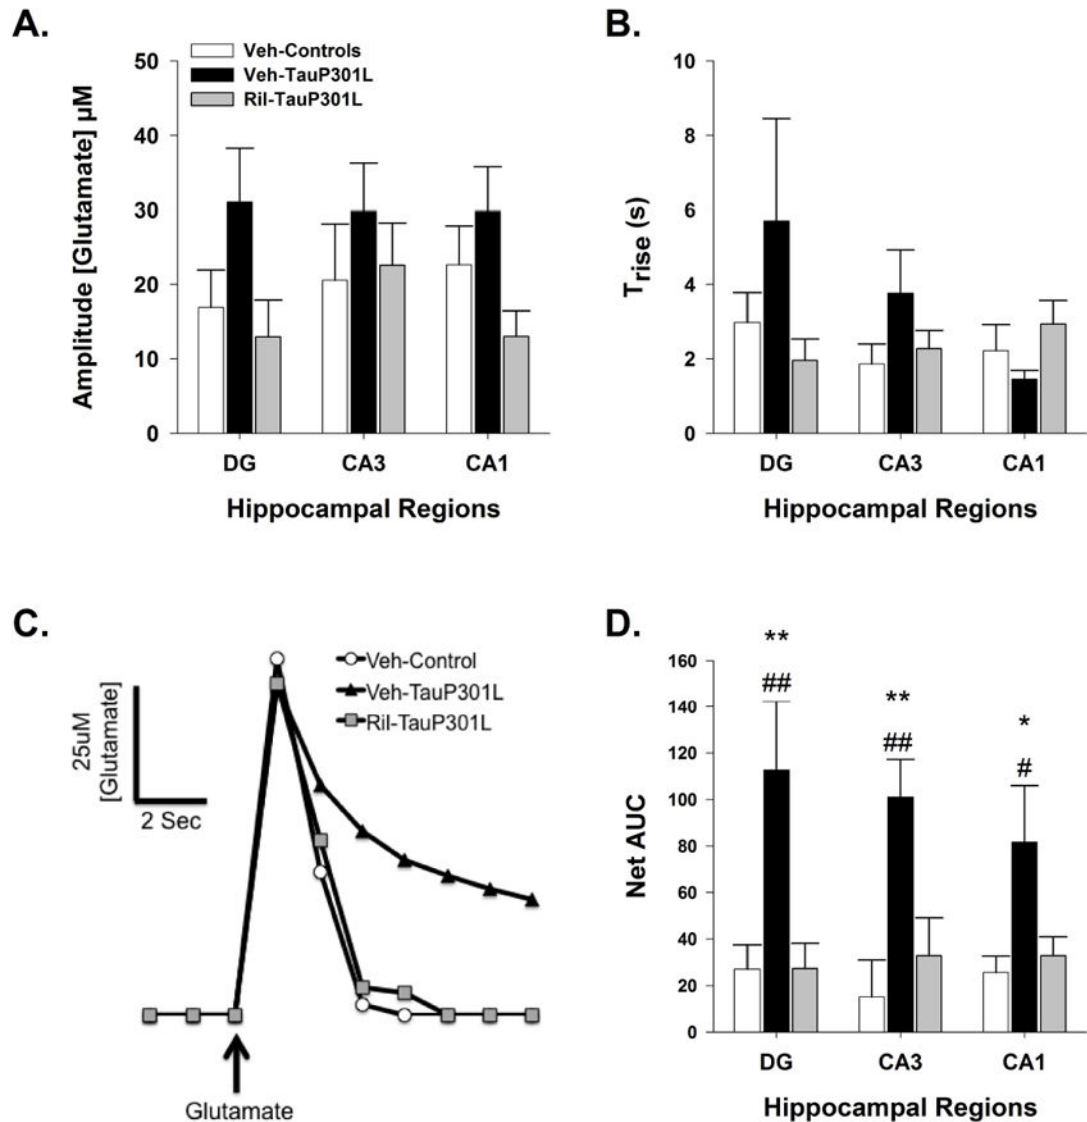 A.
Veh-Controls
Veh-TauP301L
Ril-TauP301L
50
40
30
20
10
0
Amplitude [Glutamate] µM
DG CA3 CA1
Hippocampal Regions
B.
10
8
6
4
2
0
Trise (s)
DG CA3 CA1
Hippocampal Regions
C.
Veh-Control
Veh-TauP301L
Ril-TauP301L
25uM
[Glutamate]
2 Sec
Glutamate
D.
160
140
120
100
80
60
40
20
0
Net AUC
** ** *
## ## #
DG CA3 CA1
Hippocampal Regions